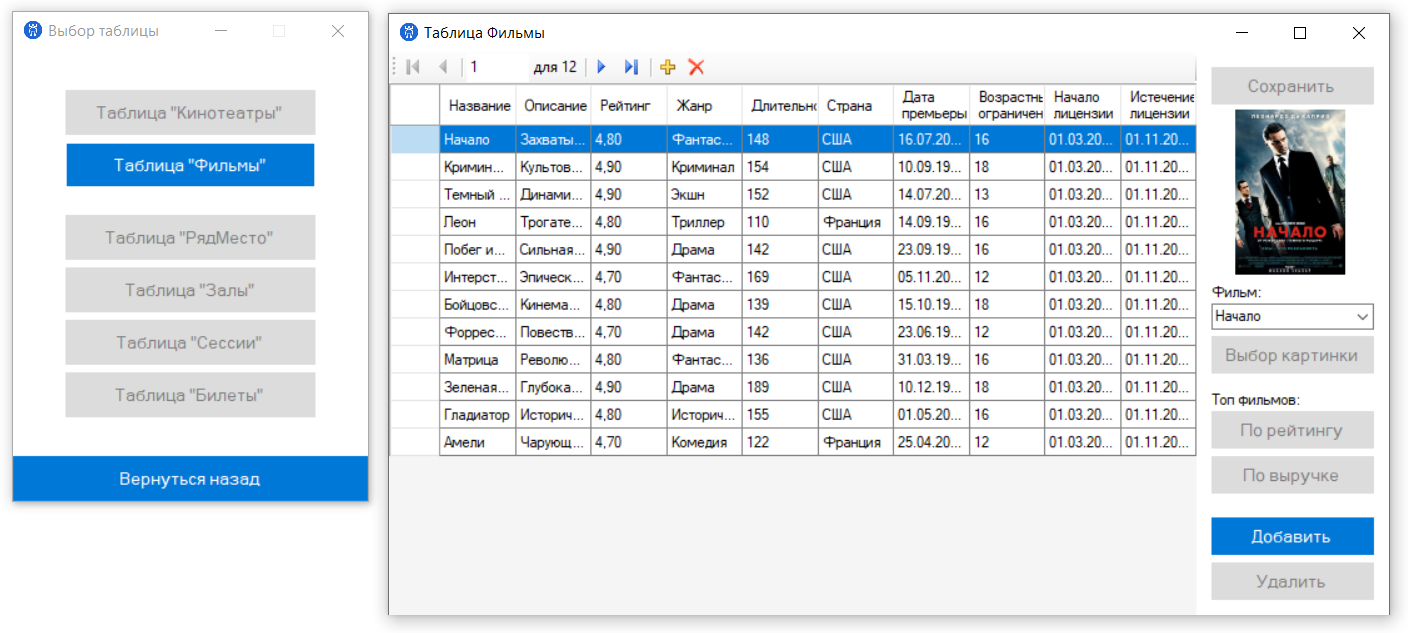 Выбор таблицы
Таблица "Кинотеатры"
Таблица "Фильмы"
Таблица "РядМесто"
Таблица "Залы"
Таблица "Сессии"
Таблица "Билеты"
Вернуться назад
Таблица Фильмы
1 для 12
Название Описание Рейтинг Жанр Длительнс Страна Дата премьеры Возрастнь ограничен Начало лицензии Истечение лицензии
Начало Захваты... 4,80 Фантас... 148 США 16.07.20... 16 01.03.20... 01.11.20...
Кримин... Культов... 4,90 Криминал 154 США 10.09.19... 18 01.03.20... 01.11.20...
Темный ... Динами... 4,90 Экшн 152 США 14.07.20... 13 01.03.20... 01.11.20...
Леон Трогате... 4,80 Триллер 110 Франция 14.09.19... 16 01.03.20... 01.11.20...
Побег и... Сильная... 4,90 Драма 142 США 23.09.19... 16 01.03.20... 01.11.20...
Интерст... Эпическ... 4,70 Фантас... 169 США 05.11.20... 12 01.03.20... 01.11.20...
Бойцовс... Кинема... 4,80 Драма 139 США 15.10.19... 18 01.03.20... 01.11.20...
Форрес... Повеств... 4,70 Драма 142 США 23.06.19... 12 01.03.20... 01.11.20...
Матрица Револю... 4,80 Фантас... 136 США 31.03.19... 16 01.03.20... 01.11.20...
Зеленая... Глубока... 4,90 Драма 189 США 10.12.19... 18 01.03.20... 01.11.20...
Гладиатор Историч... 4,80 Историч... 155 США 01.05.20... 16 01.03.20... 01.11.20...
Амели Чарующ... 4,70 Комедия 122 Франция 25.04.20... 12 01.03.20... 01.11.20...
Сохранить
ЛЕОНАРДО ДИ КАПРИО
НАЧАЛО
Фильм:
Начало
Выбор картинки
Топ фильмов:
По рейтингу
По выручке
Добавить
Удалить